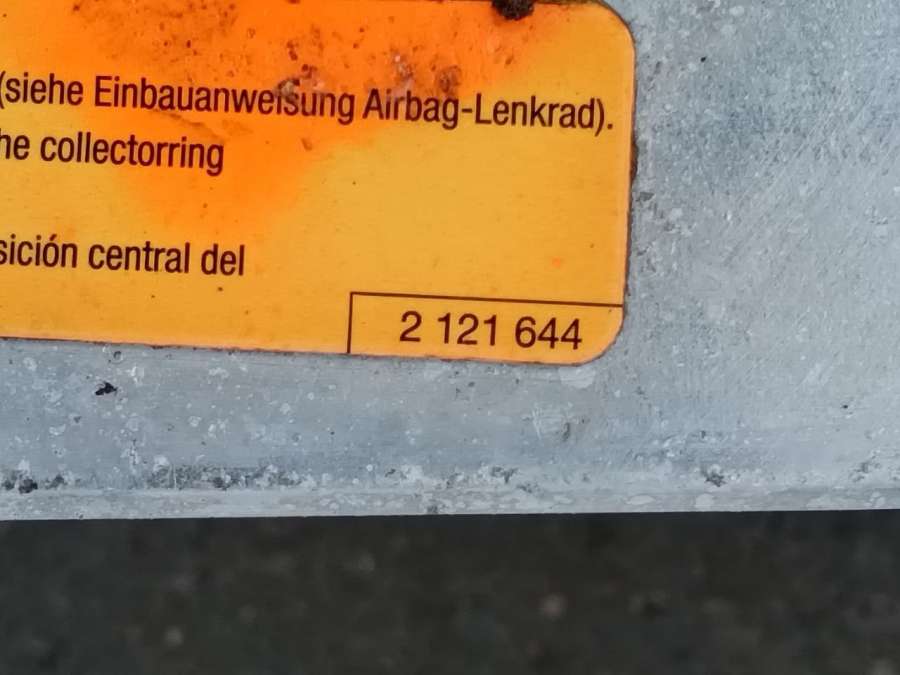 (siehe Einbauanweisung Airbag-Lenkrad).
he collectorring
sición central del
2 121 644